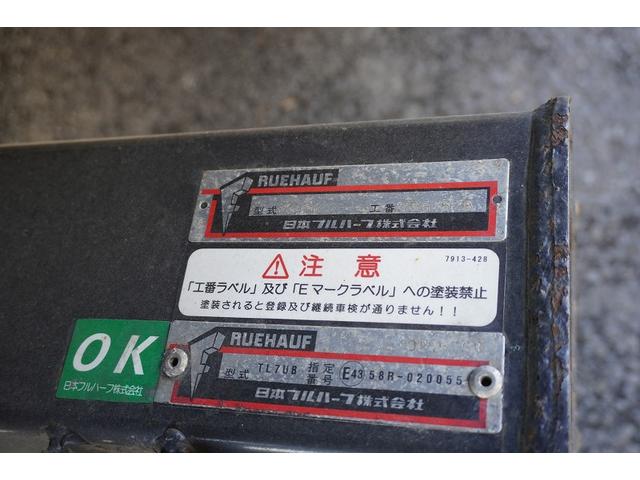 RUEHAUF
型式 工番
日本フルハーフ株式会社
7913-428
⚠ 注意
「工番ラベル」及び「Eマークラベル」への塗装禁止
塗装されると登録及び継続車検が通りません!!
OK
日本フルハーフ株式会社
RUEHAUF
型式 TL7UB 指定番号 E43 58R-020055
日本フルハーフ株式会社